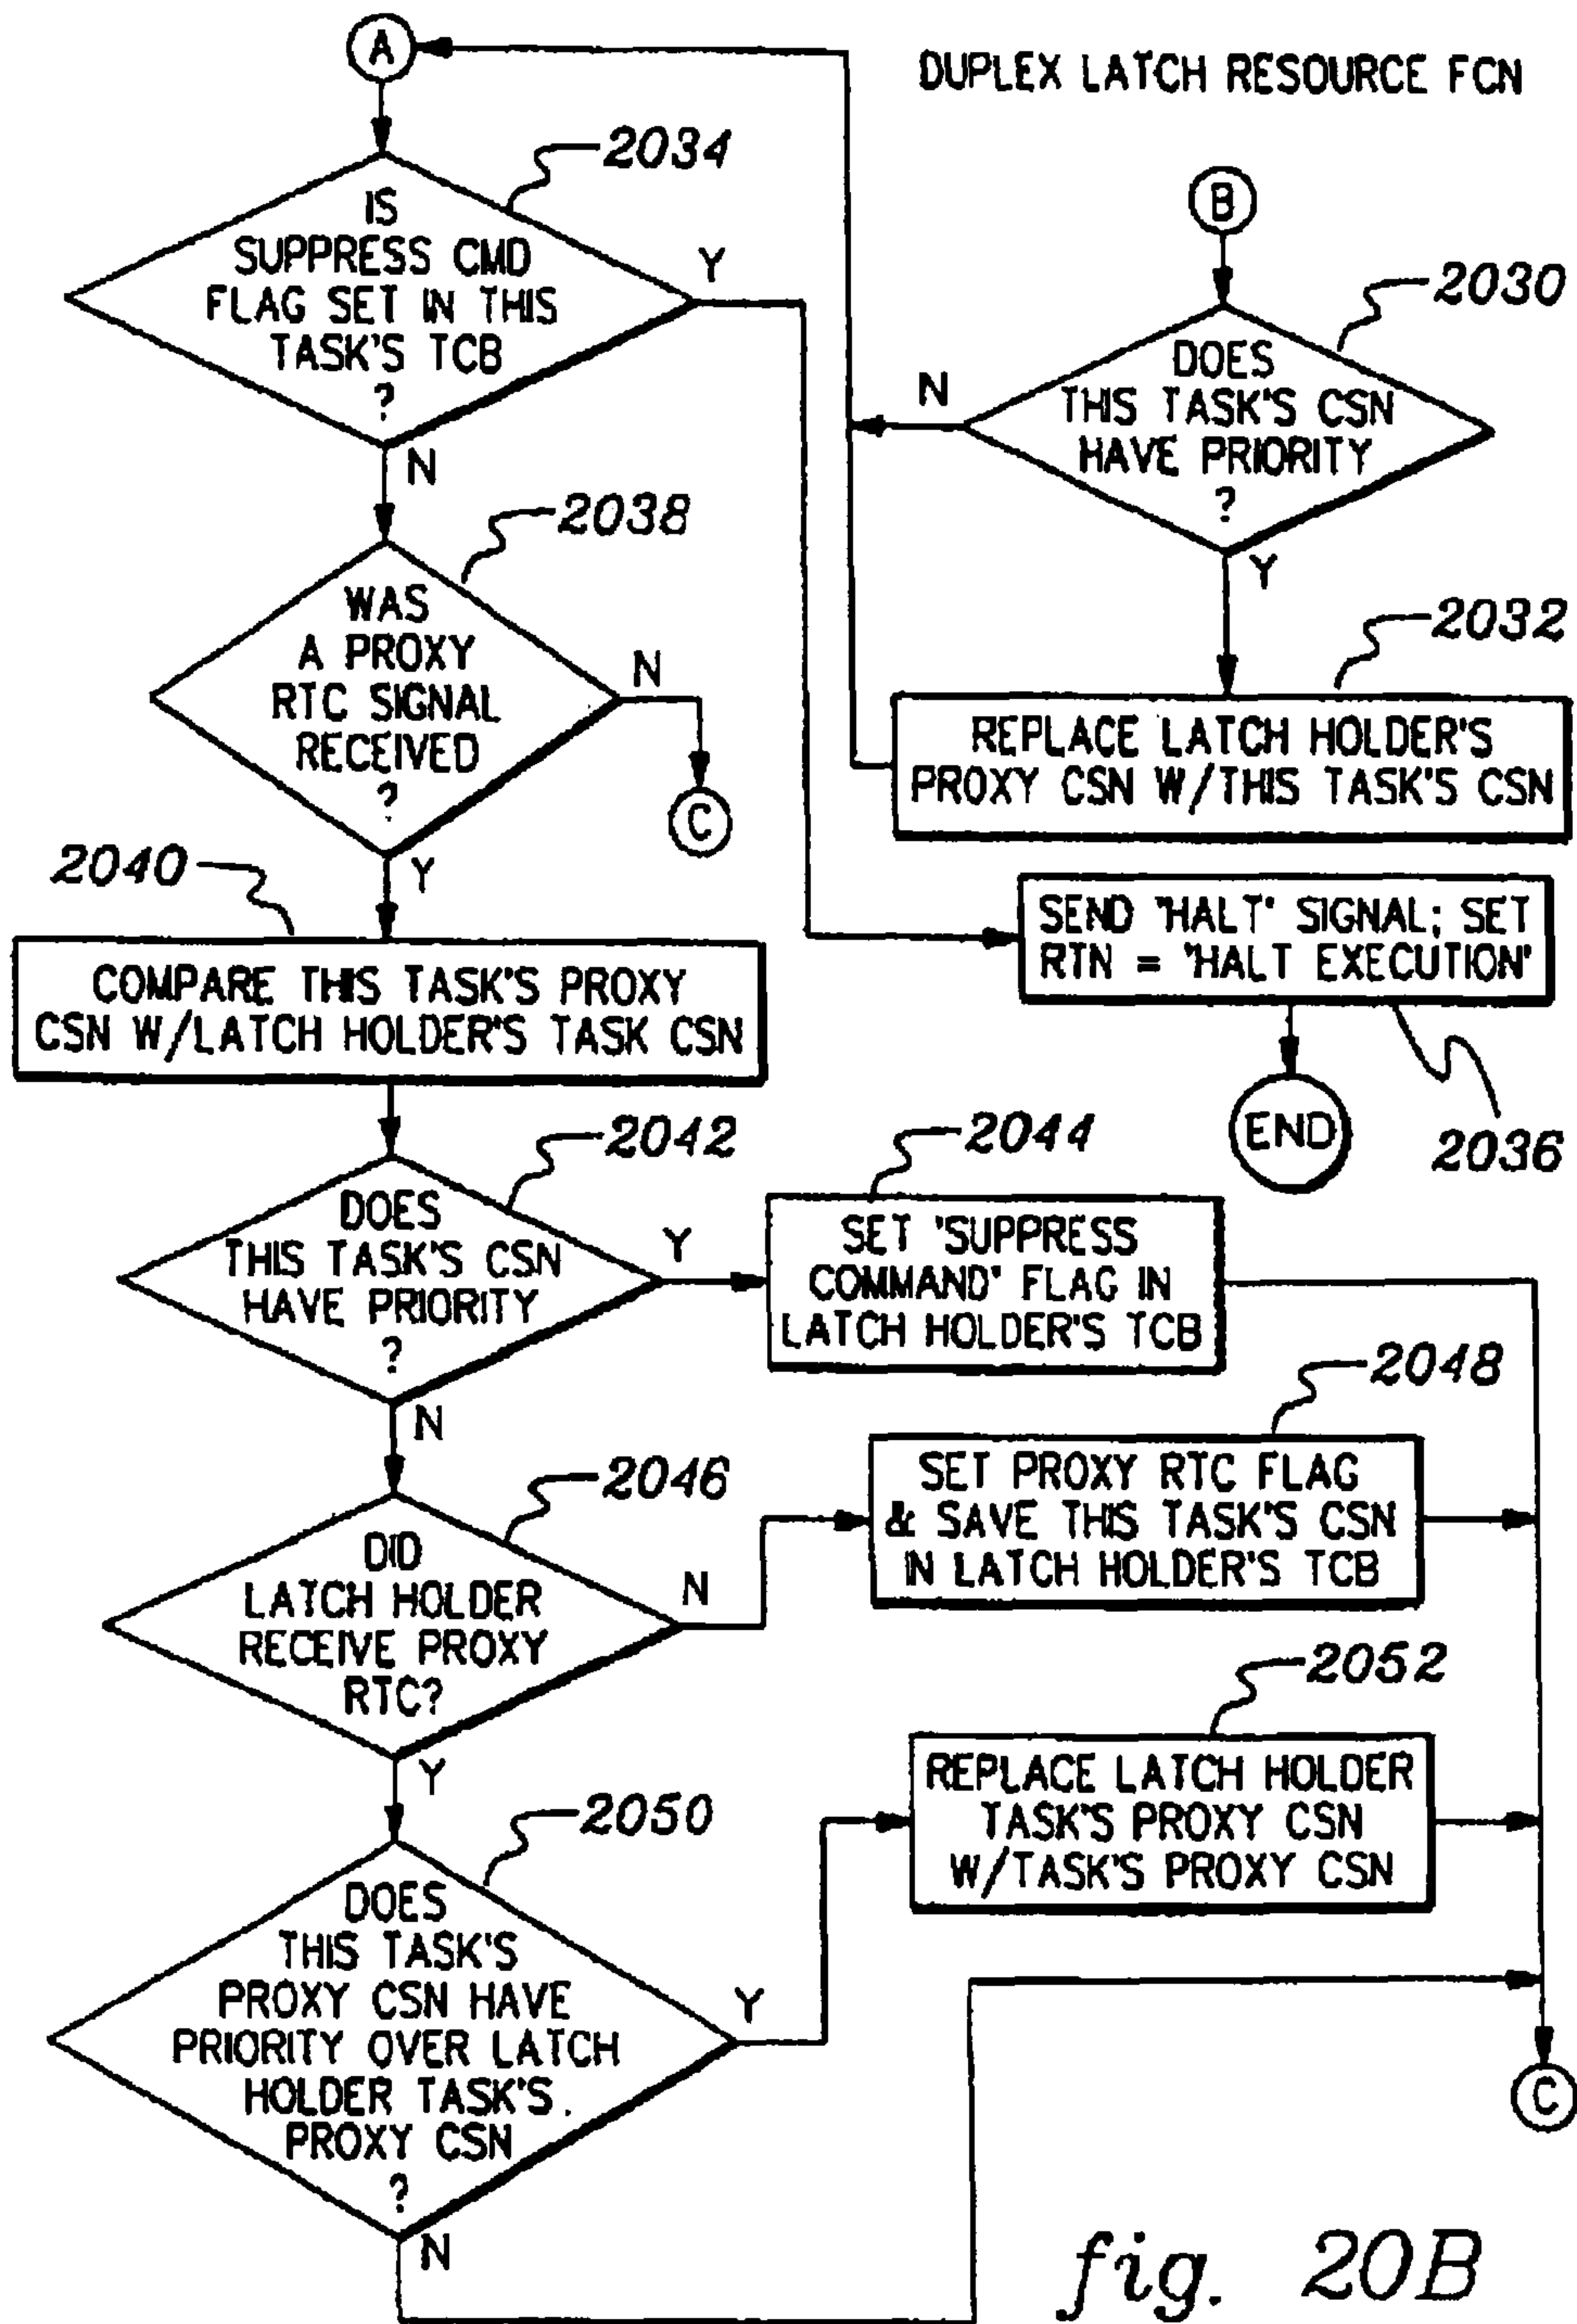 A
DUPLEX LATCH RESOURCE FCN
2034
IS
SUPPRESS CMD
FLAG SET IN THIS
TASK'S TCB
?
Y
N
B
2030
DOES
THIS TASK'S CSN
HAVE PRIORITY
?
N
Y
2032
REPLACE LATCH HOLDER'S
PROXY CSN W/THIS TASK'S CSN
2038
WAS
A PROXY
RTC SIGNAL
RECEIVED
?
N
C
Y
SEND 'HALT' SIGNAL; SET
RTN = 'HALT EXECUTION'
END
2036
2040
COMPARE THIS TASK'S PROXY
CSN W/LATCH HOLDER'S TASK CSN
2042
DOES
THIS TASK'S CSN
HAVE PRIORITY
?
Y
N
2044
SET 'SUPPRESS
COMMAND' FLAG IN
LATCH HOLDER'S TCB
2046
DID
LATCH HOLDER
RECEIVE PROXY
RTC?
N
Y
2048
SET PROXY RTC FLAG
& SAVE THIS TASK'S CSN
IN LATCH HOLDER'S TCB
2050
DOES
THIS TASK'S
PROXY CSN HAVE
PRIORITY OVER LATCH
HOLDER TASK'S
PROXY CSN
?
Y
N
2052
REPLACE LATCH HOLDER
TASK'S PROXY CSN
W/TASK'S PROXY CSN
C
fig. 20B